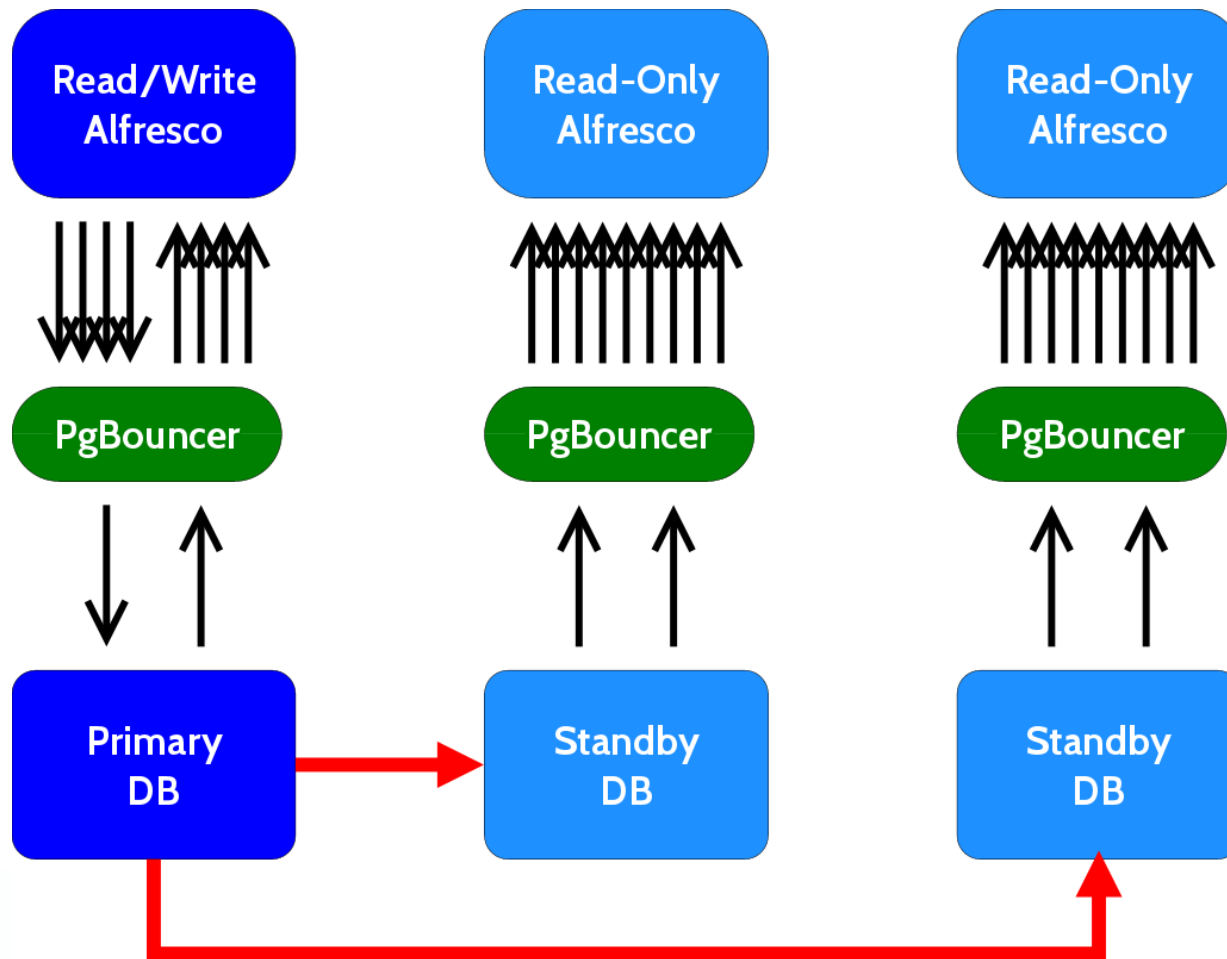 Read/Write
Alfresco
Read-Only
Alfresco
Read-Only
Alfresco
PgBouncer
PgBouncer
PgBouncer
Primary
DB
Standby
DB
Standby
DB